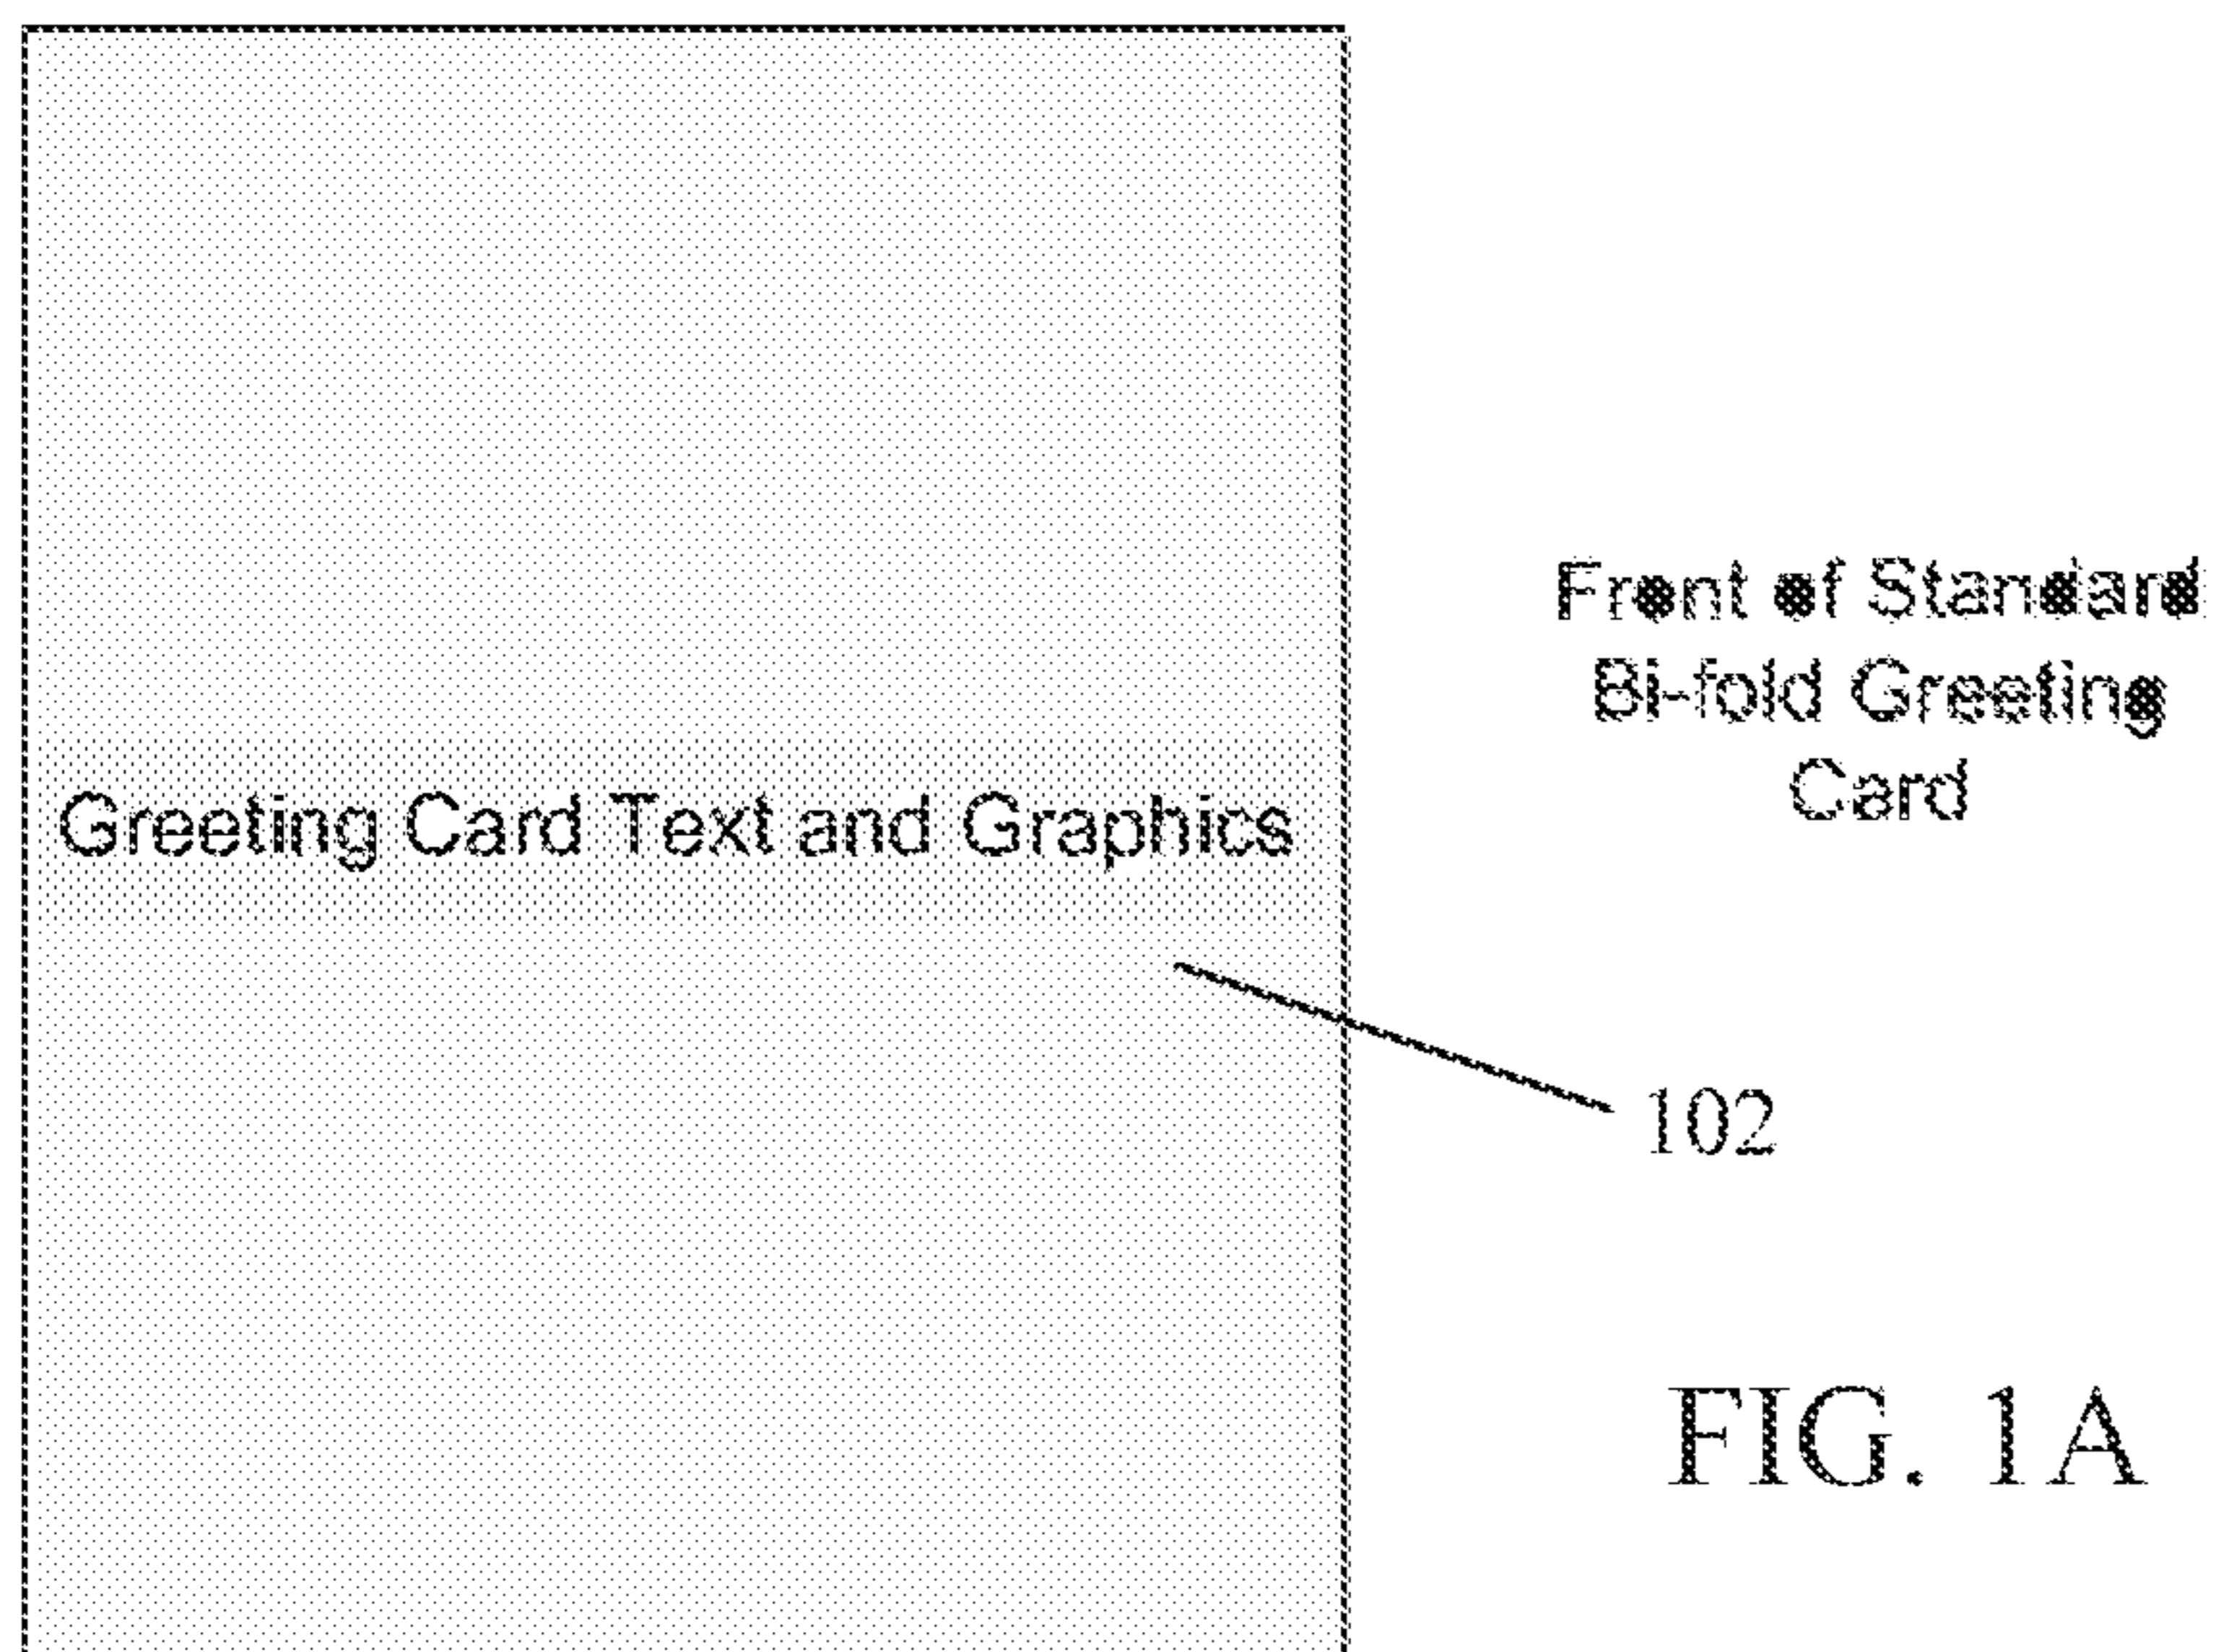 Front of Standard
Bi-fold Greeting
Card
Greeting Card Text and Graphics
102
FIG. 1A